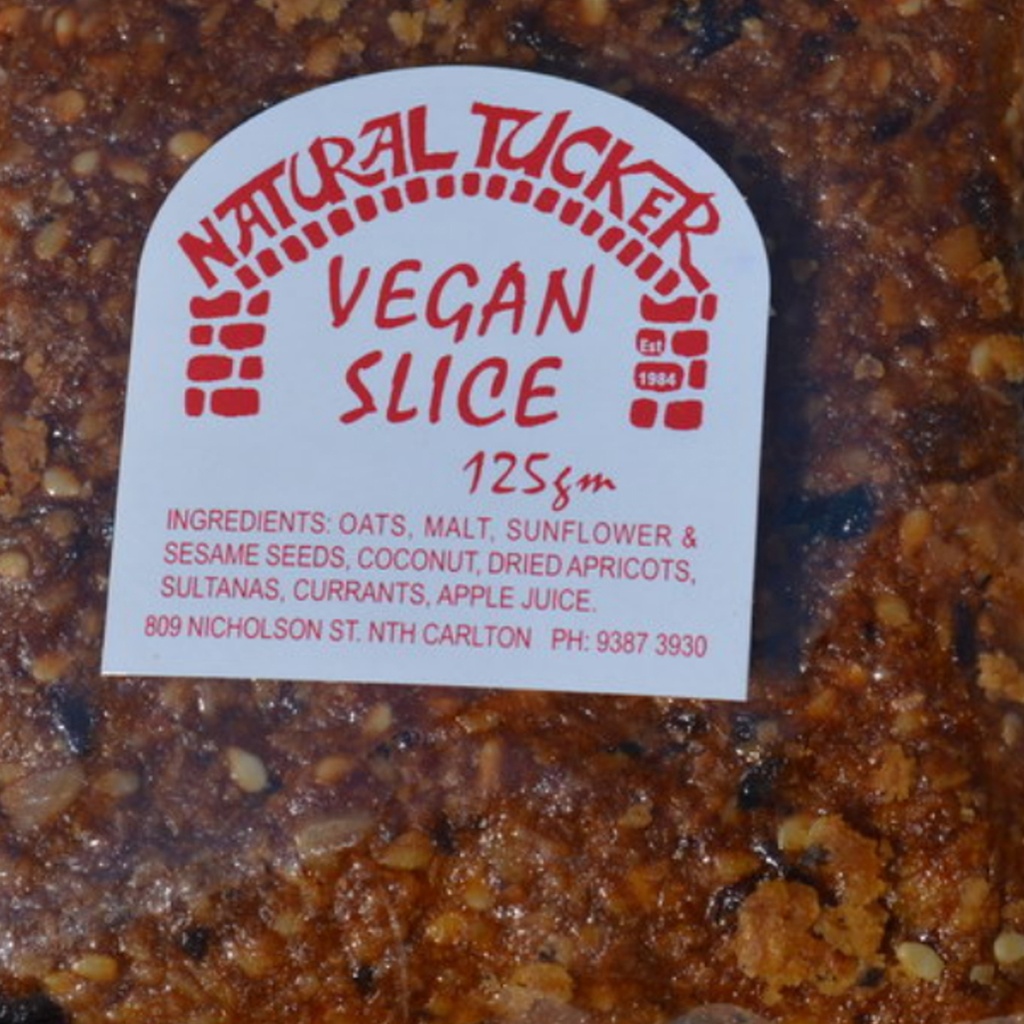 NATURAL TUCKER
VEGAN
SLICE
Est
1984
125gm
INGREDIENTS: OATS, MALT, SUNFLOWER &
SESAME SEEDS, COCONUT, DRIED APRICOTS,
SULTANAS, CURRANTS, APPLE JUICE.
809 NICHOLSON ST. NTH CARLTON PH: 9387 3930